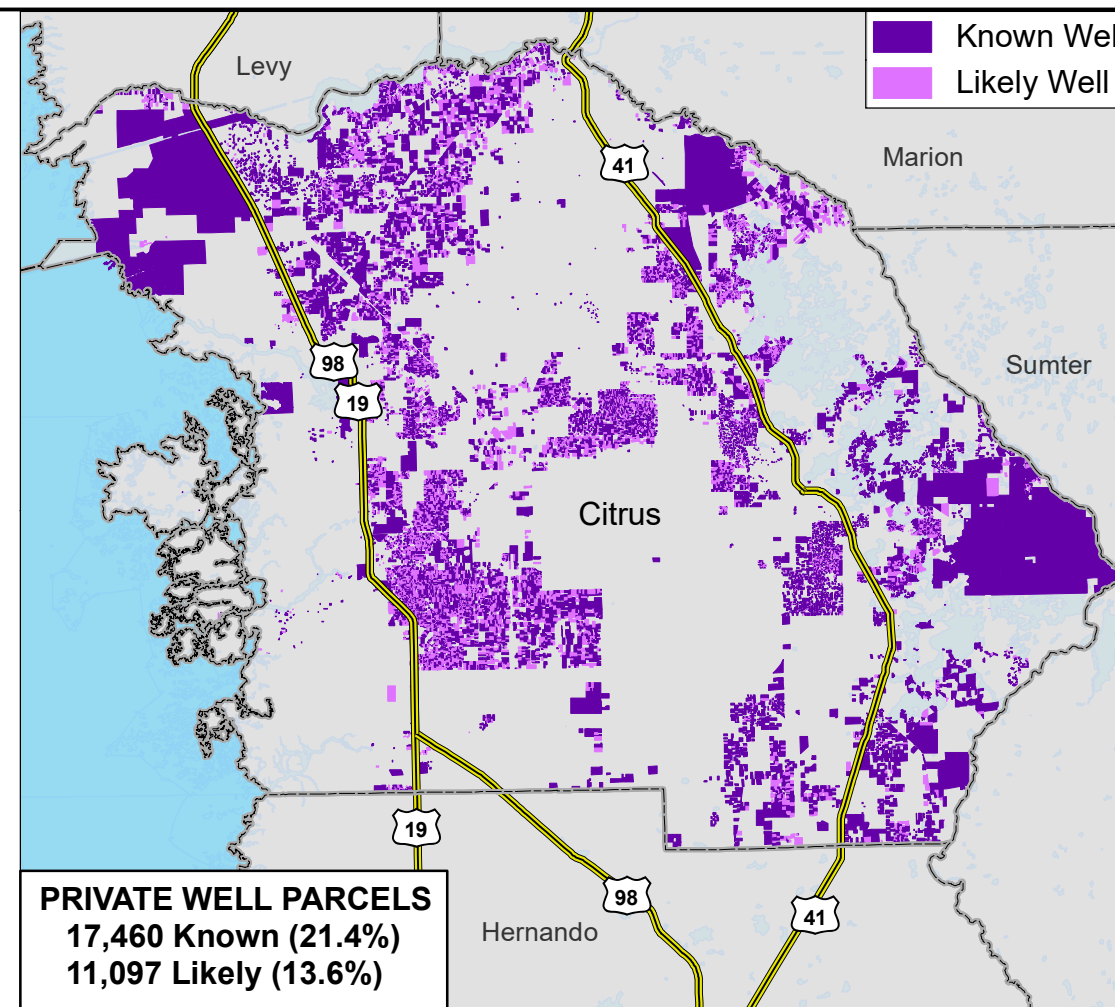 Known Wel
Likely Well
Levy
Marion
41
Sumter
98
19
Citrus
19
98
41
Hernando
PRIVATE WELL PARCELS
17,460 Known (21.4%)
11,097 Likely (13.6%)